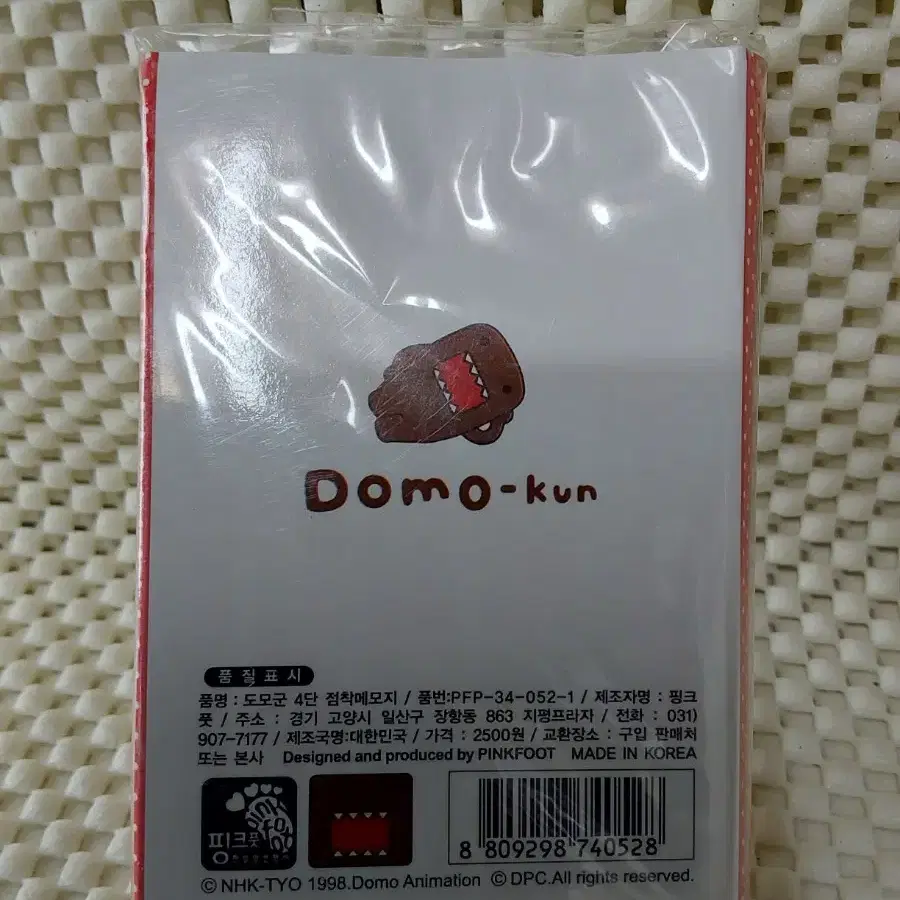 Domo-kun
품질표시
품명 : 도모군 4단 점착메모지 / 품번:PFP-34-052-1 / 제조자명 : 핑크
풋 / 주소 : 경기 고양시 일산구 장항동 863 지평프라자 / 전화 : 031)
907-7177 / 제조국명:대한민국 / 가격 : 2500원 / 교환장소 : 구입 판매처
또는 본사 Designed and produced by PINKFOOT MADE IN KOREA
핑크풋
8 809298 740528
© NHK-TYO 1998.Domo Animation © DPC.All rights reserved.